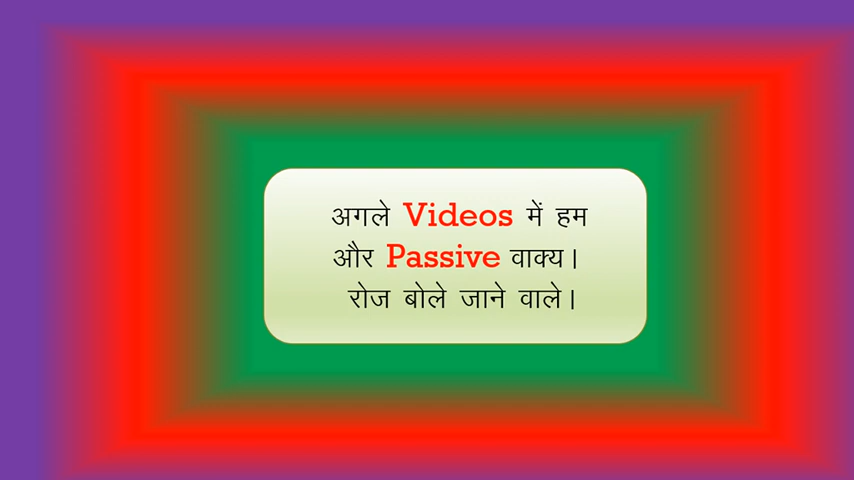 अगले Videos में हम
और Passive वाक्य।
रोज बोले जाने वाले।